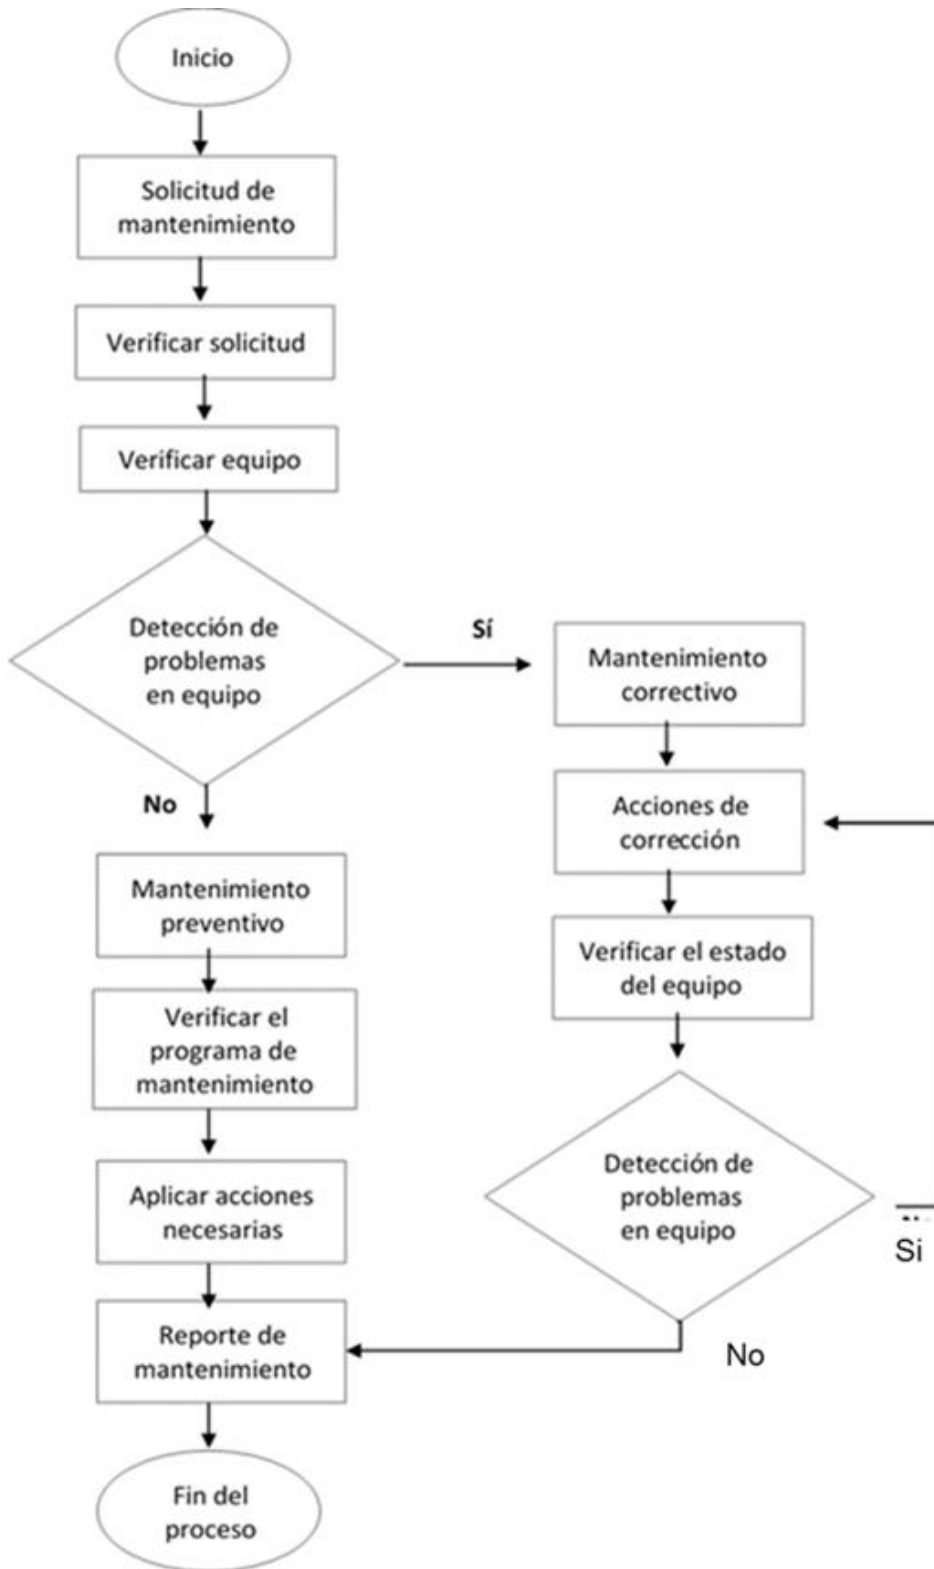 Inicio
Solicitud de
mantenimiento
Verificar solicitud
Verificar equipo
Detección de
problemas
en equipo
Sí
No
Mantenimiento
correctivo
Acciones de
corrección
Verificar el estado
del equipo
Detección de
problemas
en equipo
Si
No
Mantenimiento
preventivo
Verificar el
programa de
mantenimiento
Aplicar acciones
necesarias
Reporte de
mantenimiento
Fin del
proceso